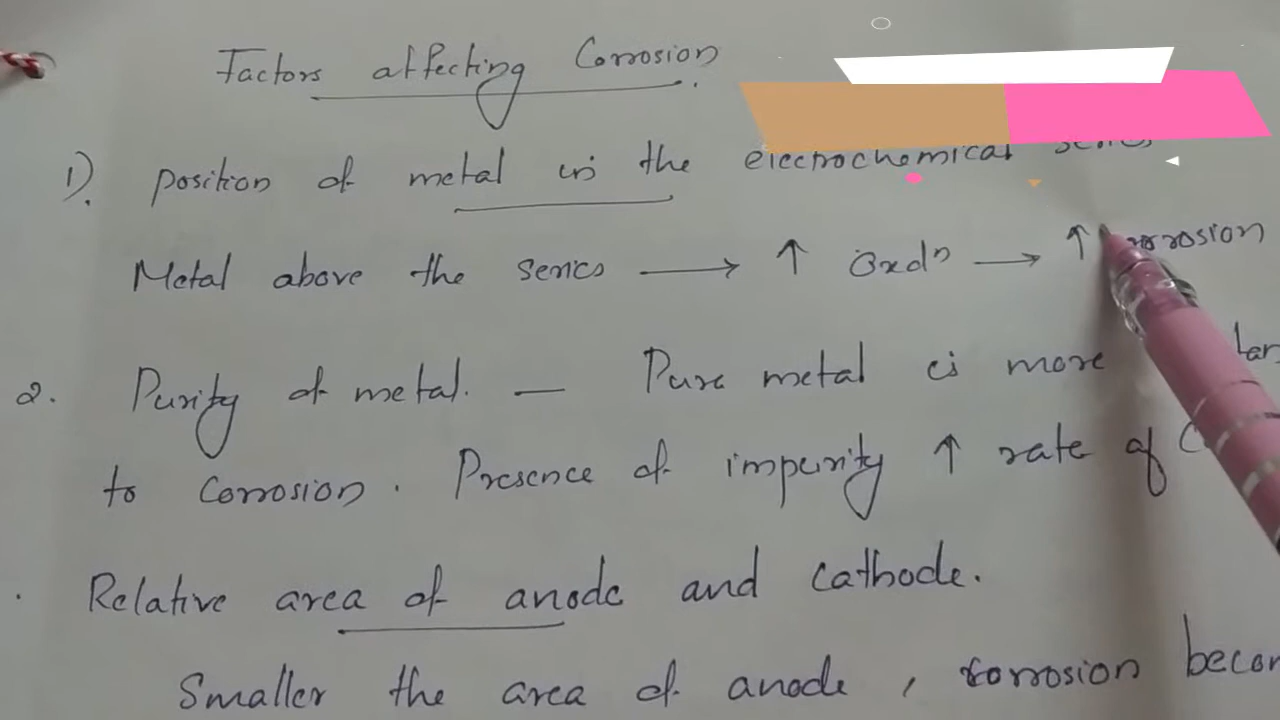 Factors affecting Corrosion
1). position of metal in the electrochemical series
Metal above the series → ↑ Oxdn → ↑ corrosion
2. Purity of metal. — Pure metal is more
to corrosion. Presence of impurity ↑ rate of
Relative area of anode and cathode.
Smaller the area of anode, corrosion